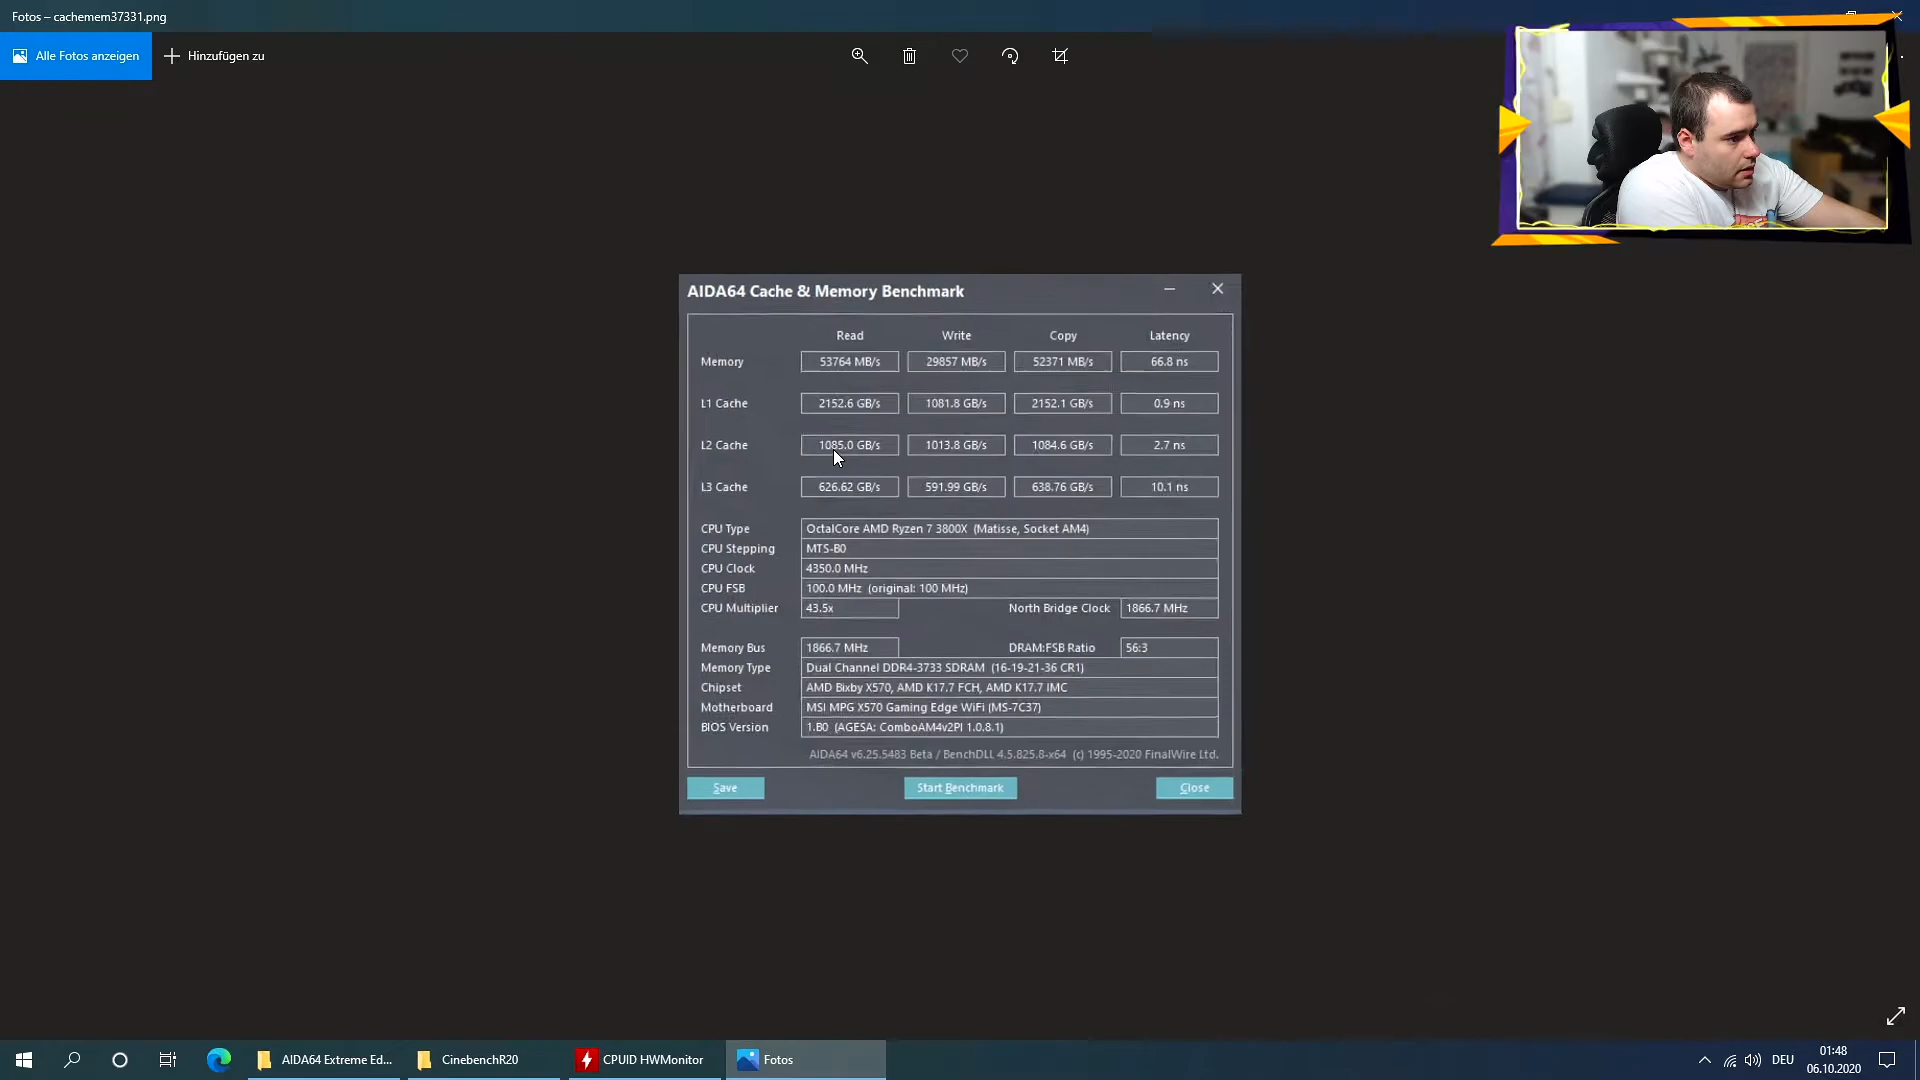 Fotos – cachemem37331.png
Alle Fotos anzeigen
Hinzufügen zu
AIDA64 Cache & Memory Benchmark
Read Write Copy Latency
Memory 53764 MB/s 29857 MB/s 52371 MB/s 66.8 ns
L1 Cache 2152.6 GB/s 1081.8 GB/s 2152.1 GB/s 0.9 ns
L2 Cache 1085.0 GB/s 1013.8 GB/s 1084.6 GB/s 2.7 ns
L3 Cache 626.62 GB/s 591.99 GB/s 638.76 GB/s 10.1 ns
CPU Type OctalCore AMD Ryzen 7 3800X (Matisse, Socket AM4)
CPU Stepping MTS-B0
CPU Clock 4350.0 MHz
CPU FSB 100.0 MHz (original: 100 MHz)
CPU Multiplier 43.5x North Bridge Clock 1866.7 MHz
Memory Bus 1866.7 MHz DRAM:FSB Ratio 56:3
Memory Type Dual Channel DDR4-3733 SDRAM (16-19-21-36 CR1)
Chipset AMD Bixby X570, AMD K17.7 FCH, AMD K17.7 IMC
Motherboard MSI MPG X570 Gaming Edge WiFi (MS-7C37)
BIOS Version 1.B0 (AGESA: ComboAM4v2PI 1.0.8.1)
AIDA64 v6.25.5483 Beta / BenchDLL 4.5.825.8-x64 (c) 1995-2020 FinalWire Ltd.
Save Start Benchmark Close
AIDA64 Extreme Ed... CinebenchR20 CPUID HWMonitor Fotos DEU
01:48
06.10.2020